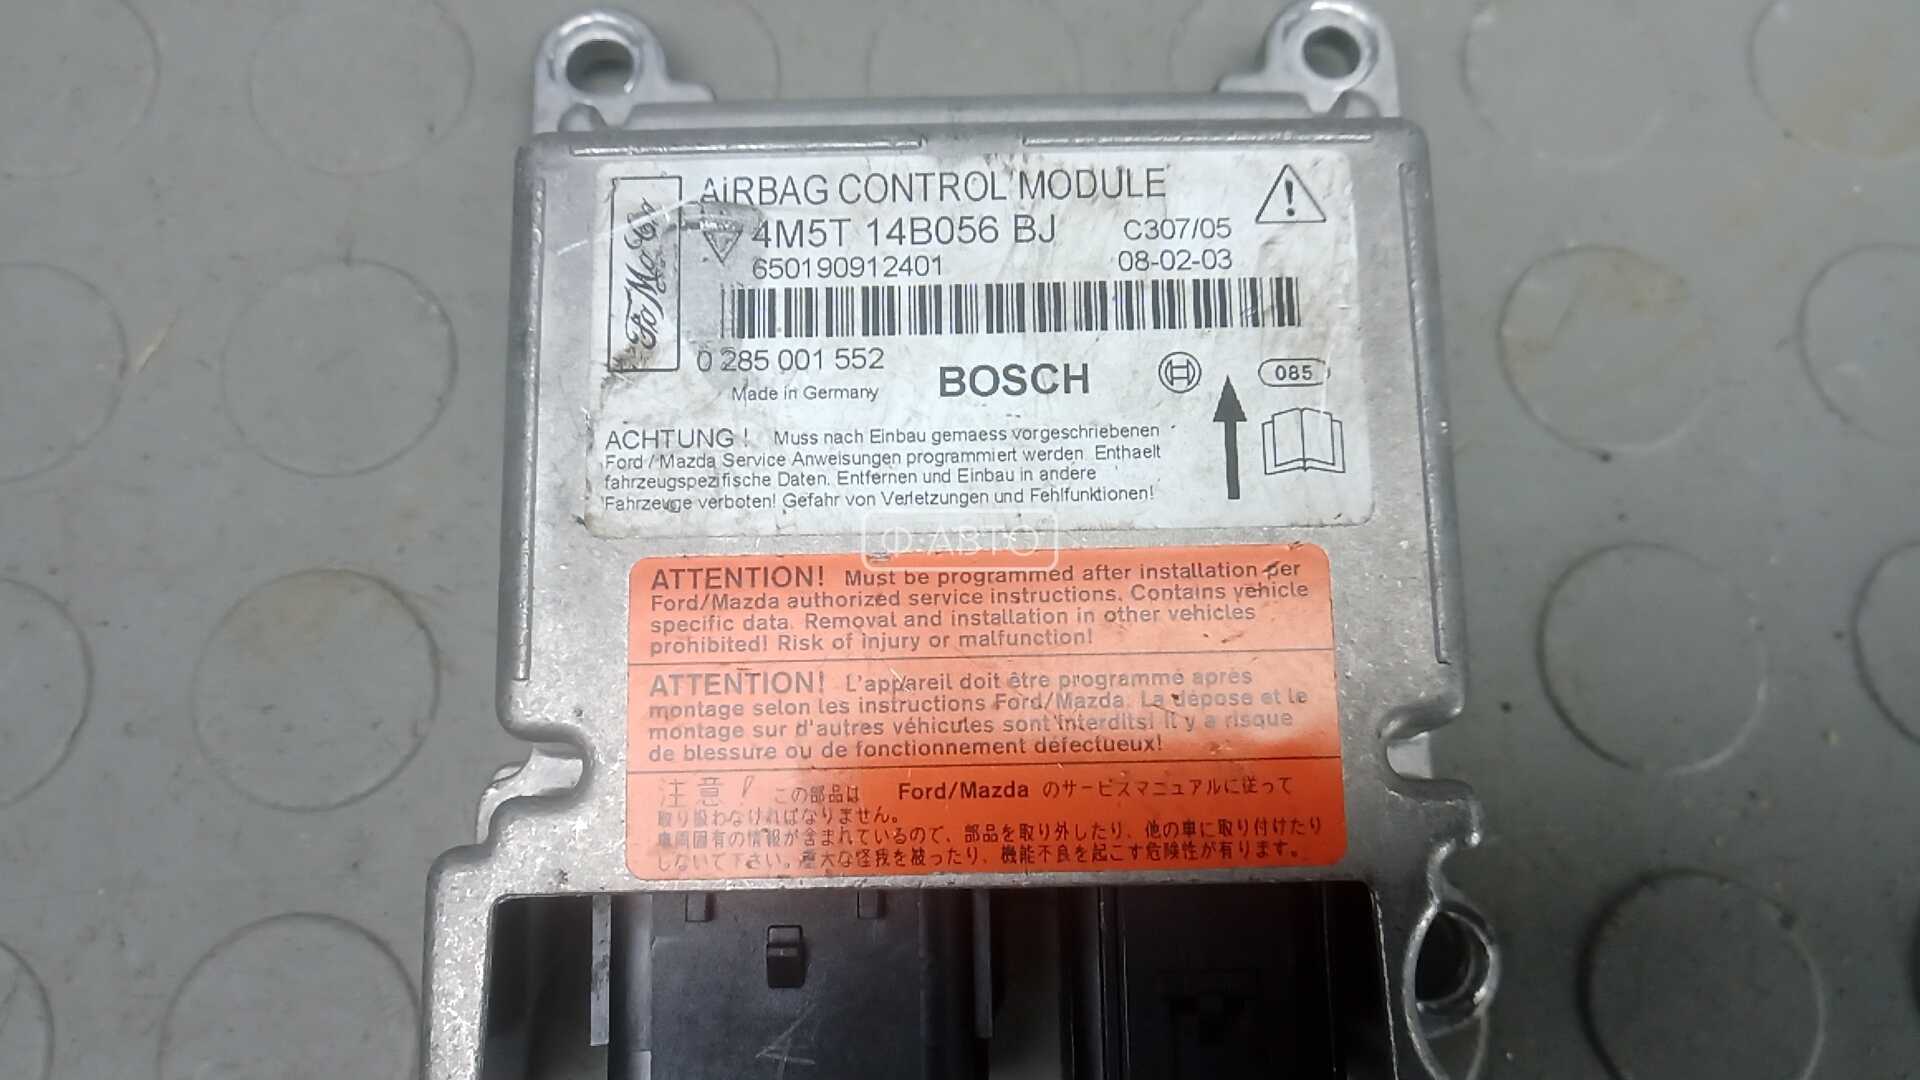 AiRBAG CONTROL MODULE
FoMoCo
4M5T 14B056 BJ
C307/05
650190912401
08-02-03
0 285 001 552
Made in Germany
BOSCH
085
ACHTUNG! Muss nach Einbau gemaess vorgeschriebenen
Ford / Mazda Service Anweisungen programmiert werden. Enthaelt
fahrzeugspezifische Daten. Entfernen und Einbau in andere
Fahrzeuge verboten! Gefahr von Verletzungen und Fehlfunktionen!
Ф-АВТО
ATTENTION! Must be programmed after installation per
Ford/Mazda authorized service instructions. Contains vehicle
specific data. Removal and installation in other vehicles
prohibited! Risk of injury or malfunction!
ATTENTION! L'appareil doit être programmé après
montage selon les instructions Ford/Mazda. La dépose et le
montage sur d'autres véhicules sont interdits! Il y a risque
de blessure ou de fonctionnement défectueux!
注意! この部品は Ford/Mazda のサービスマニュアルに従って
取り扱わなければなりません。
車両固有の情報が含まれているので、部品を取り外したり、他の車に取り付けたり
しないで下さい。重大な怪我を被ったり、機能不良を起こす危険性が有ります。